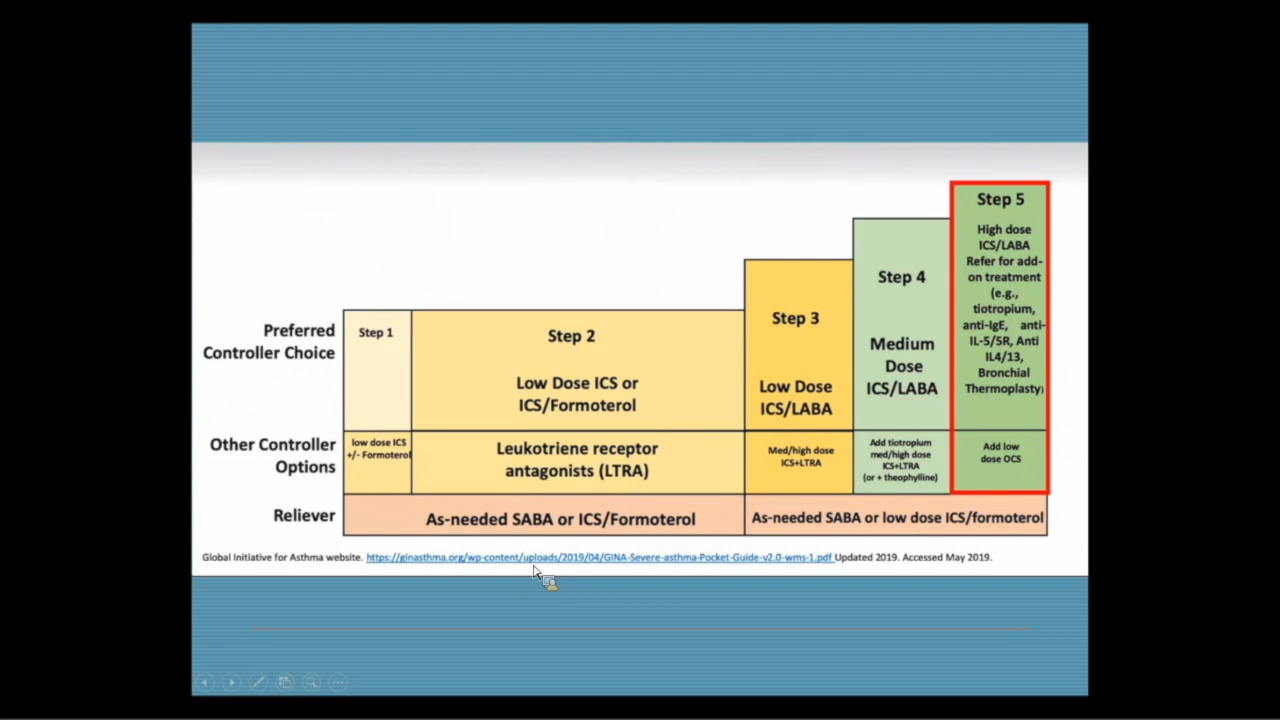 Step 5
High dose
ICS/LABA
Refer for add-
on treatment
(e.g.,
tiotropium,
anti-IgE, anti-
IL-5/5R, Anti
IL4/13,
Bronchial
Thermoplasty)
Step 4
Medium
Dose
ICS/LABA
Step 3
Low Dose
ICS/LABA
Step 2
Low Dose ICS or
ICS/Formoterol
Step 1
Preferred
Controller Choice
Other Controller
Options
low dose ICS
+/- Formoterol
Leukotriene receptor
antagonists (LTRA)
Med/high dose
ICS+LTRA
Add tiotropium
med/high dose
ICS+LTRA
(or + theophylline)
Add low
dose OCS
Reliever
As-needed SABA or ICS/Formoterol
As-needed SABA or low dose ICS/formoterol
Global Initiative for Asthma website. https://ginasthma.org/wp-content/uploads/2019/04/GINA-Severe-asthma-Pocket-Guide-v2.0-wms-1.pdf Updated 2019. Accessed May 2019.